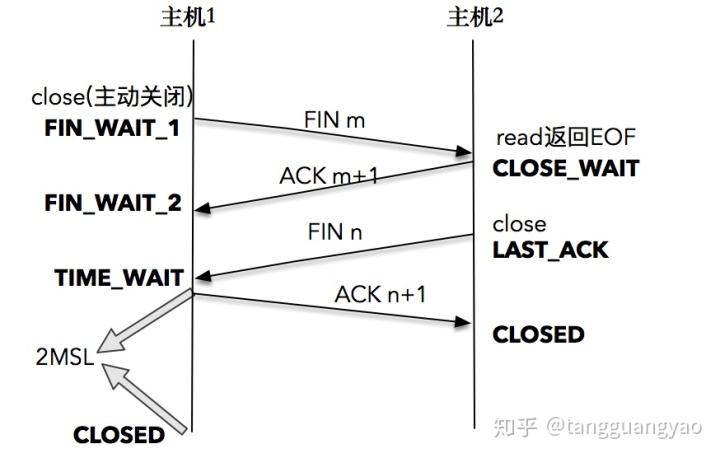 主机1
主机2
close(主动关闭)
FIN_WAIT_1
FIN m
read返回EOF
CLOSE_WAIT
ACK m+1
FIN_WAIT_2
close
FIN n
LAST_ACK
TIME_WAIT
ACK n+1
CLOSED
2MSL
CLOSED
知乎 @tangguangyao